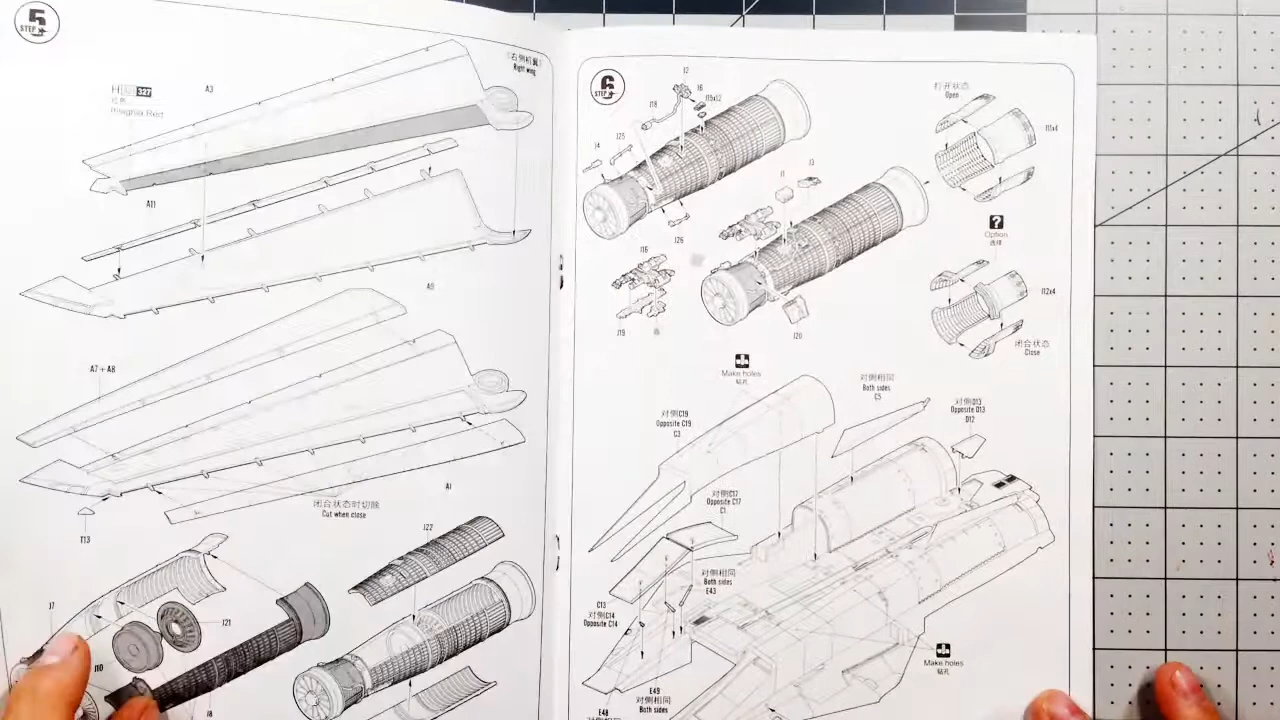 5
STEP
右侧机翼
Right wing
H 327
Insignia Red
A3
A11
A9
A7 + A8
A1
闭合状态时切除
Cut when close
T13
J22
J7
J21
J10
J8
6
STEP
J2
J6
J15x12
J18
J25
J4
J26
J16
J19
J1
J3
J20
打开状态
Open
J11x4
?
Option
选择
J12x4
闭合状态
Close
Make holes
钻孔
对侧相同
Both sides
C5
对侧D13
Opposite D13
D12
对侧C19
Opposite C19
C3
对侧C17
Opposite C17
C1
对侧相同
Both sides
E43
C13
对侧C14
Opposite C14
Make holes
钻孔
E49
对侧相同
Both sides
E48